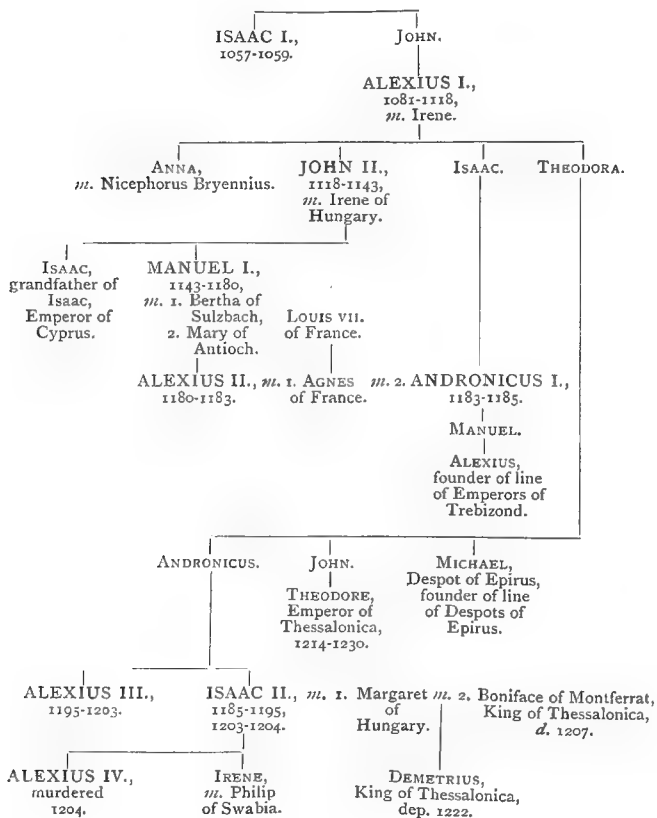 ISAAC I., JOHN.
1057-1059.
ALEXIUS I.,
1081-1118,
m. Irene.
ANNA, JOHN II., ISAAC. THEODORA.
m. Nicephorus Bryennius. 1118-1143,
m. Irene of
Hungary.
ISAAC, MANUEL I.,
grandfather of 1143-1180,
Isaac, m. 1. Bertha of
Emperor of Sulzbach, LOUIS VII.
Cyprus. 2. Mary of of France.
Antioch.
ALEXIUS II., m. 1. AGNES m. 2. ANDRONICUS I.,
1180-1183. of France. 1183-1185.
MANUEL.
ALEXIUS,
founder of line
of Emperors of
Trebizond.
ANDRONICUS. JOHN. MICHAEL,
Despot of Epirus,
THEODORE, founder of line
Emperor of of Despots of
Thessalonica, Epirus.
1214-1230.
ALEXIUS III., ISAAC II., m. 1. Margaret m. 2. Boniface of Montferrat,
1195-1203. 1185-1195, of King of Thessalonica,
1203-1204. Hungary. d. 1207.
ALEXIUS IV., IRENE, DEMETRIUS,
murdered m. Philip King of Thessalonica,
1204. of Swabia. dep. 1222.